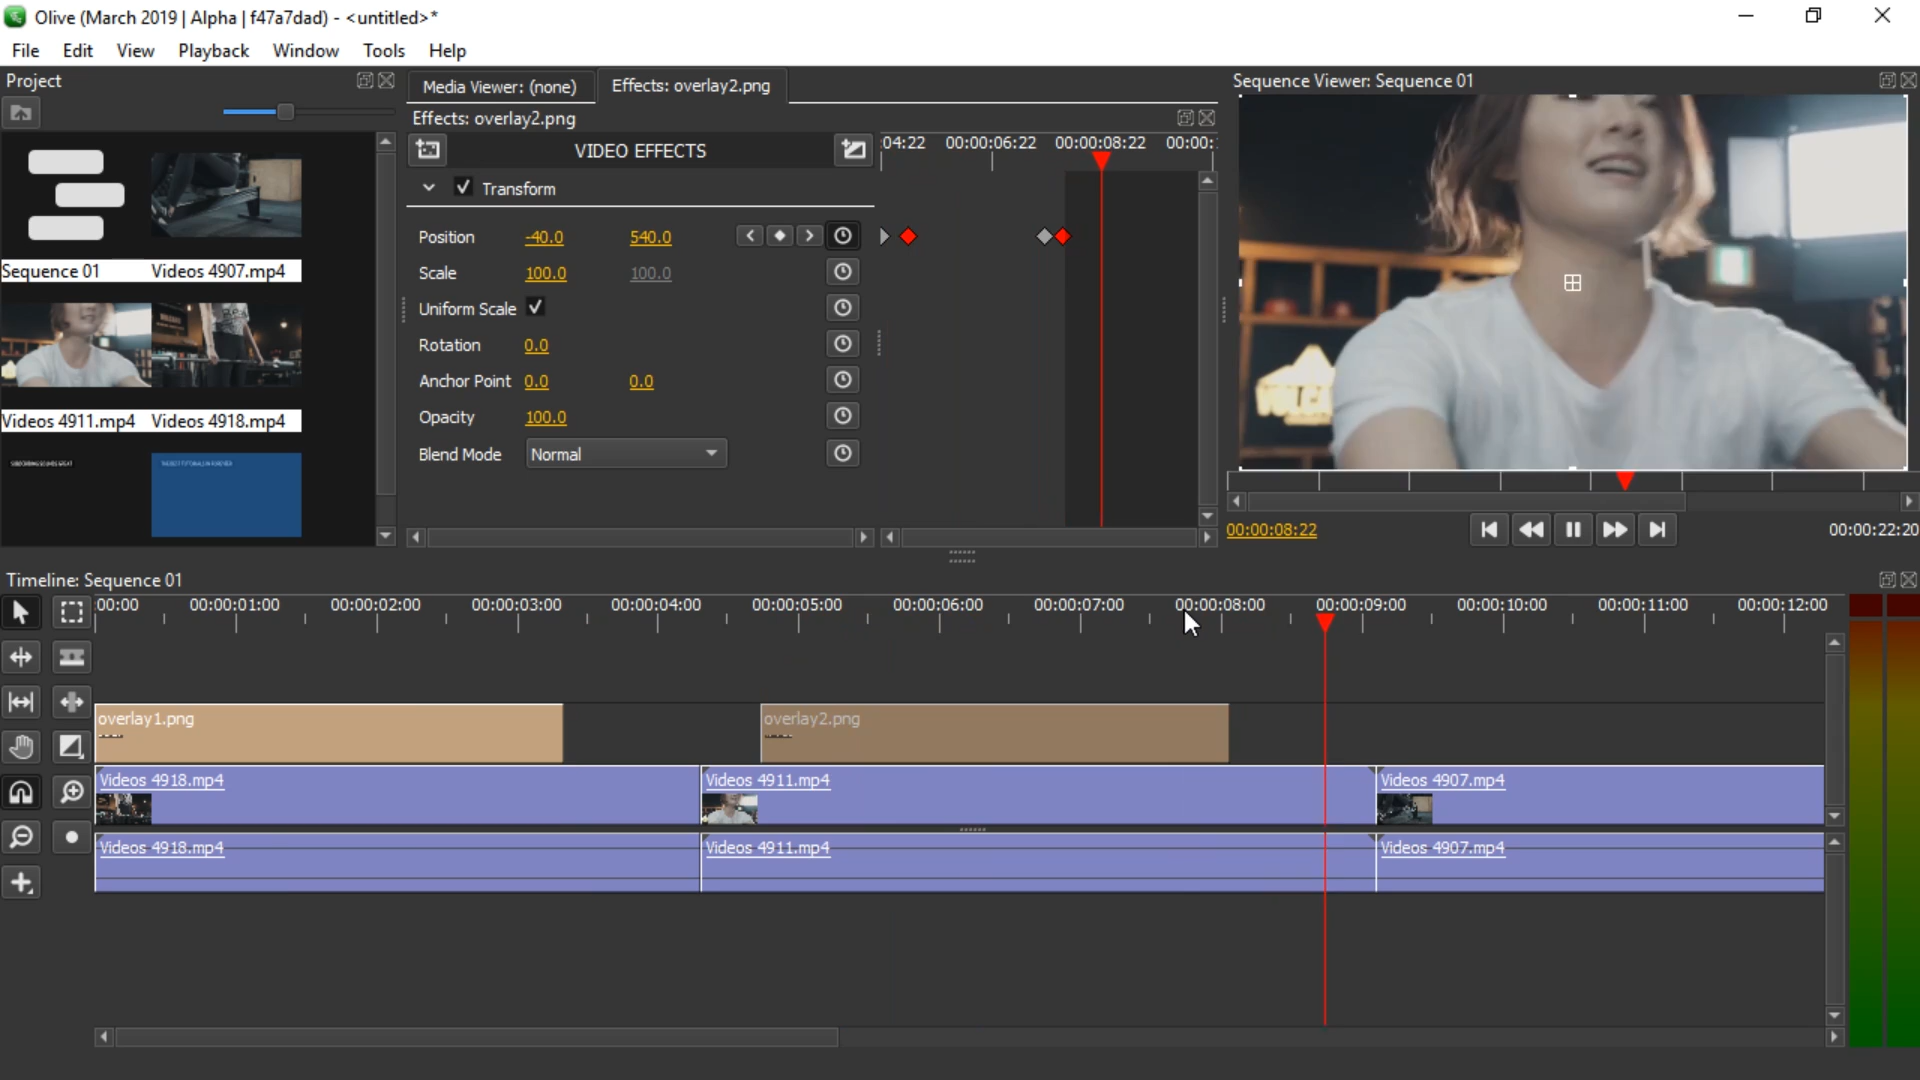 Olive (March 2019 | Alpha | f47a7dad) - <untitled>*
File Edit View Playback Window Tools Help
Project
Sequence 01 Videos 4907.mp4
Videos 4911.mp4 Videos 4918.mp4
Media Viewer: (none) Effects: overlay2.png
Effects: overlay2.png
VIDEO EFFECTS
:04:22 00:00:06:22 00:00:08:22 00:00:
Transform
Position -40.0 540.0
Scale 100.0 100.0
Uniform Scale
Rotation 0.0
Anchor Point 0.0 0.0
Opacity 100.0
Blend Mode Normal
Sequence Viewer: Sequence 01
00:00:08:22 00:00:22:20
Timeline: Sequence 01
:00:00 00:00:01:00 00:00:02:00 00:00:03:00 00:00:04:00 00:00:05:00 00:00:06:00 00:00:07:00 00:00:08:00 00:00:09:00 00:00:10:00 00:00:11:00 00:00:12:00
overlay1.png overlay2.png
Videos 4918.mp4 Videos 4911.mp4 Videos 4907.mp4
Videos 4918.mp4 Videos 4911.mp4 Videos 4907.mp4